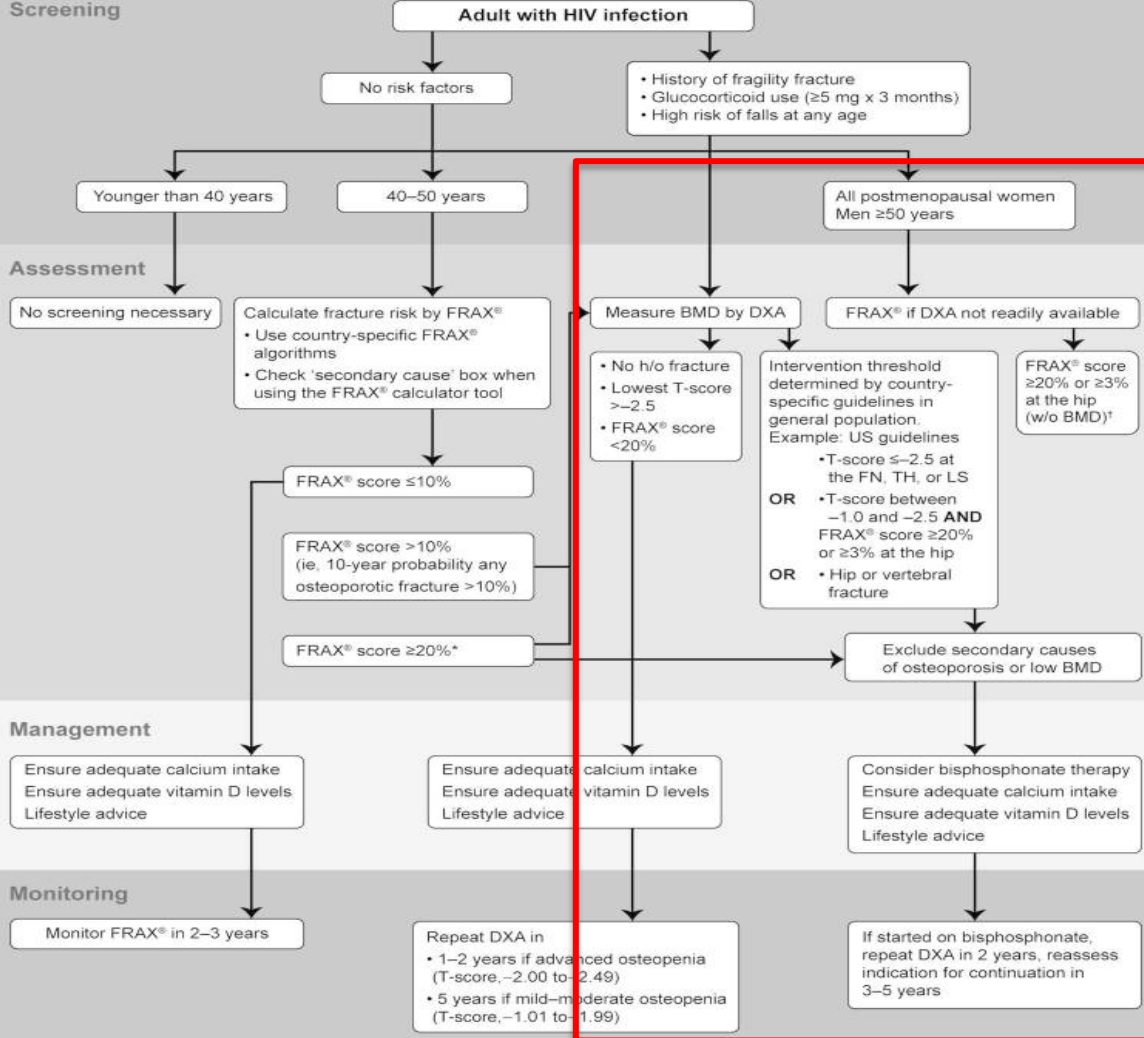 Screening
Adult with HIV infection
No risk factors
• History of fragility fracture
• Glucocorticoid use (≥5 mg x 3 months)
• High risk of falls at any age
Younger than 40 years
40–50 years
All postmenopausal women
Men ≥50 years
Assessment
No screening necessary
Calculate fracture risk by FRAX®
• Use country-specific FRAX®
algorithms
• Check ‘secondary cause’ box when
using the FRAX® calculator tool
Measure BMD by DXA
FRAX® if DXA not readily available
• No h/o fracture
• Lowest T-score
>–2.5
• FRAX® score
<20%
Intervention threshold
determined by country-
specific guidelines in
general population.
Example: US guidelines
•T-score ≤–2.5 at
the FN, TH, or LS
OR •T-score between
–1.0 and –2.5 AND
FRAX® score ≥20%
or ≥3% at the hip
OR • Hip or vertebral
fracture
FRAX® score
≥20% or ≥3%
at the hip
(w/o BMD)†
FRAX® score ≤10%
FRAX® score >10%
(ie, 10-year probability any
osteoporotic fracture >10%)
FRAX® score ≥20%*
Exclude secondary causes
of osteoporosis or low BMD
Management
Ensure adequate calcium intake
Ensure adequate vitamin D levels
Lifestyle advice
Ensure adequate calcium intake
Ensure adequate vitamin D levels
Lifestyle advice
Consider bisphosphonate therapy
Ensure adequate calcium intake
Ensure adequate vitamin D levels
Lifestyle advice
Monitoring
Monitor FRAX® in 2–3 years
Repeat DXA in
• 1–2 years if advanced osteopenia
(T-score,–2.00 to–2.49)
• 5 years if mild–moderate osteopenia
(T-score,–1.01 to–1.99)
If started on bisphosphonate,
repeat DXA in 2 years, reassess
indication for continuation in
3–5 years